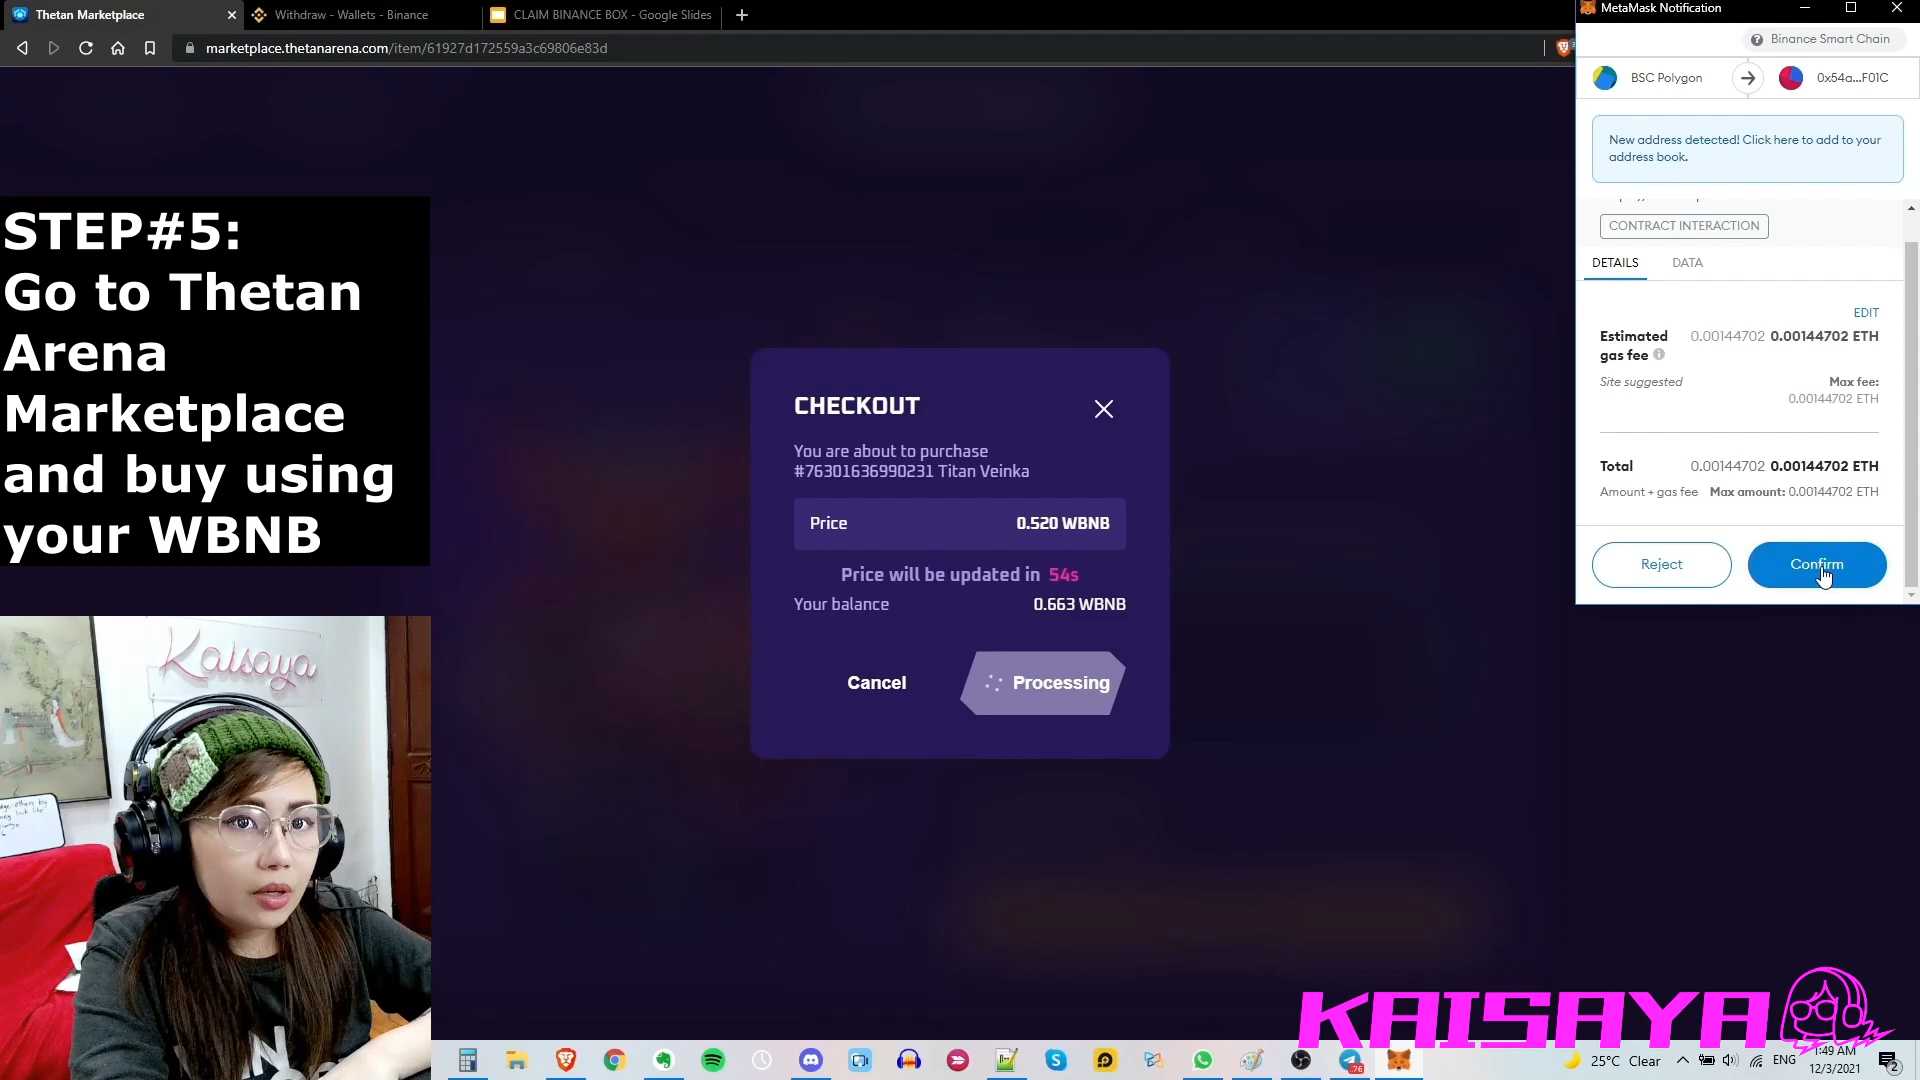 Thetan Marketplace
Withdraw - Wallets - Binance
CLAIM BINANCE BOX - Google Slides
marketplace.thetanarena.com/item/61927d172559a3c69806e83d
MetaMask Notification
Binance Smart Chain
BSC Polygon
0x54a...F01C
New address detected! Click here to add to your
address book.
CONTRACT INTERACTION
DETAILS
DATA
EDIT
Estimated
gas fee
0.00144702 0.00144702 ETH
Site suggested
Max fee:
0.00144702 ETH
Total
0.00144702 0.00144702 ETH
Amount + gas fee
Max amount: 0.00144702 ETH
Reject
Confirm
STEP#5:
Go to Thetan
Arena
Marketplace
and buy using
your WBNB
CHECKOUT
You are about to purchase
#76301636990231 Titan Veinka
Price
0.520 WBNB
Price will be updated in 54s
Your balance
0.663 WBNB
Cancel
Processing
Kaisaya
KAISAYA
76
25°C Clear
ENG
1:49 AM
12/3/2021
2